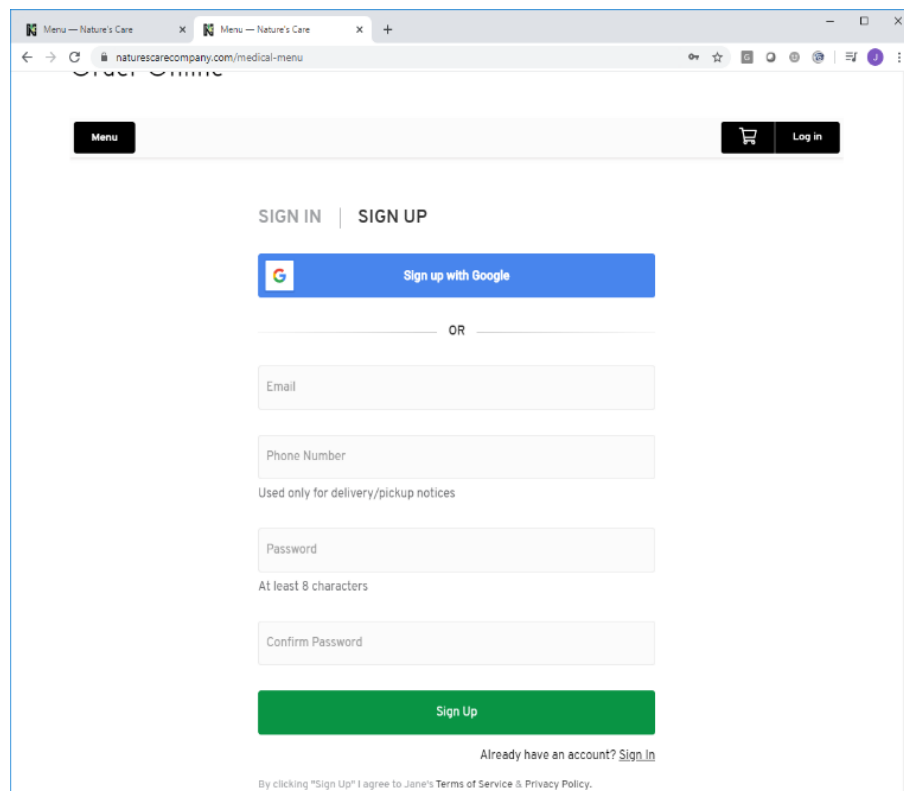 Menu — Nature's Care
Menu — Nature's Care
naturescarecompany.com/medical-menu
Order Online
Menu
Log in
SIGN IN | SIGN UP
Sign up with Google
OR
Email
Phone Number
Used only for delivery/pickup notices
Password
At least 8 characters
Confirm Password
Sign Up
Already have an account? Sign In
By clicking "Sign Up" I agree to Jane's Terms of Service & Privacy Policy.